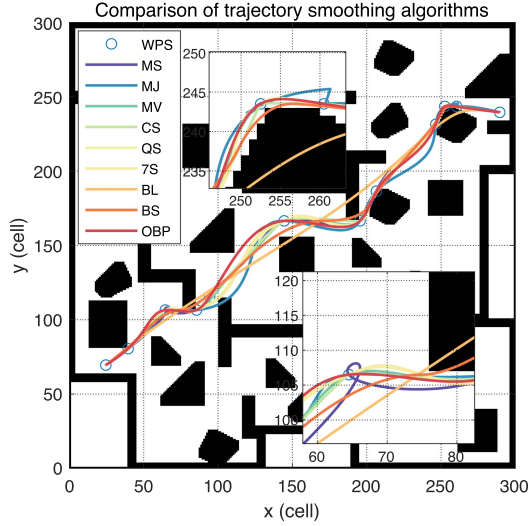 Comparison of trajectory smoothing algorithms
y (cell)
300
250
200
150
100
50
0
WPS
MS
MJ
MV
CS
QS
7S
BL
BS
OBP
250
245
240
235
250 255 260
120
115
110
105
100
60 70 80
0 50 100 150 200 250 300
x (cell)